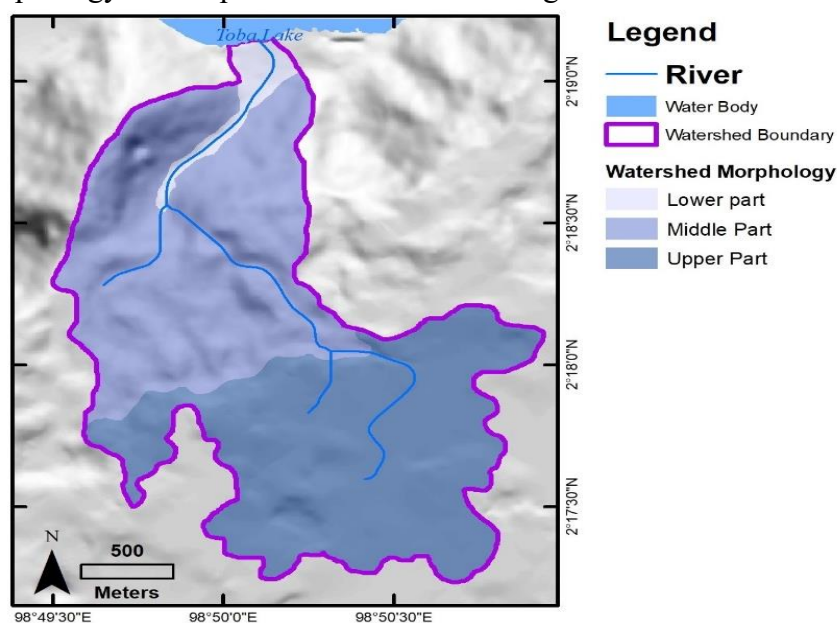 Toba Lake
2°19'0"N
2°18'30"N
2°18'0"N
2°17'30"N
N
500
Meters
98°49'30"E
98°50'0"E
98°50'30"E
Legend
River
Water Body
Watershed Boundary
Watershed Morphology
Lower part
Middle Part
Upper Part